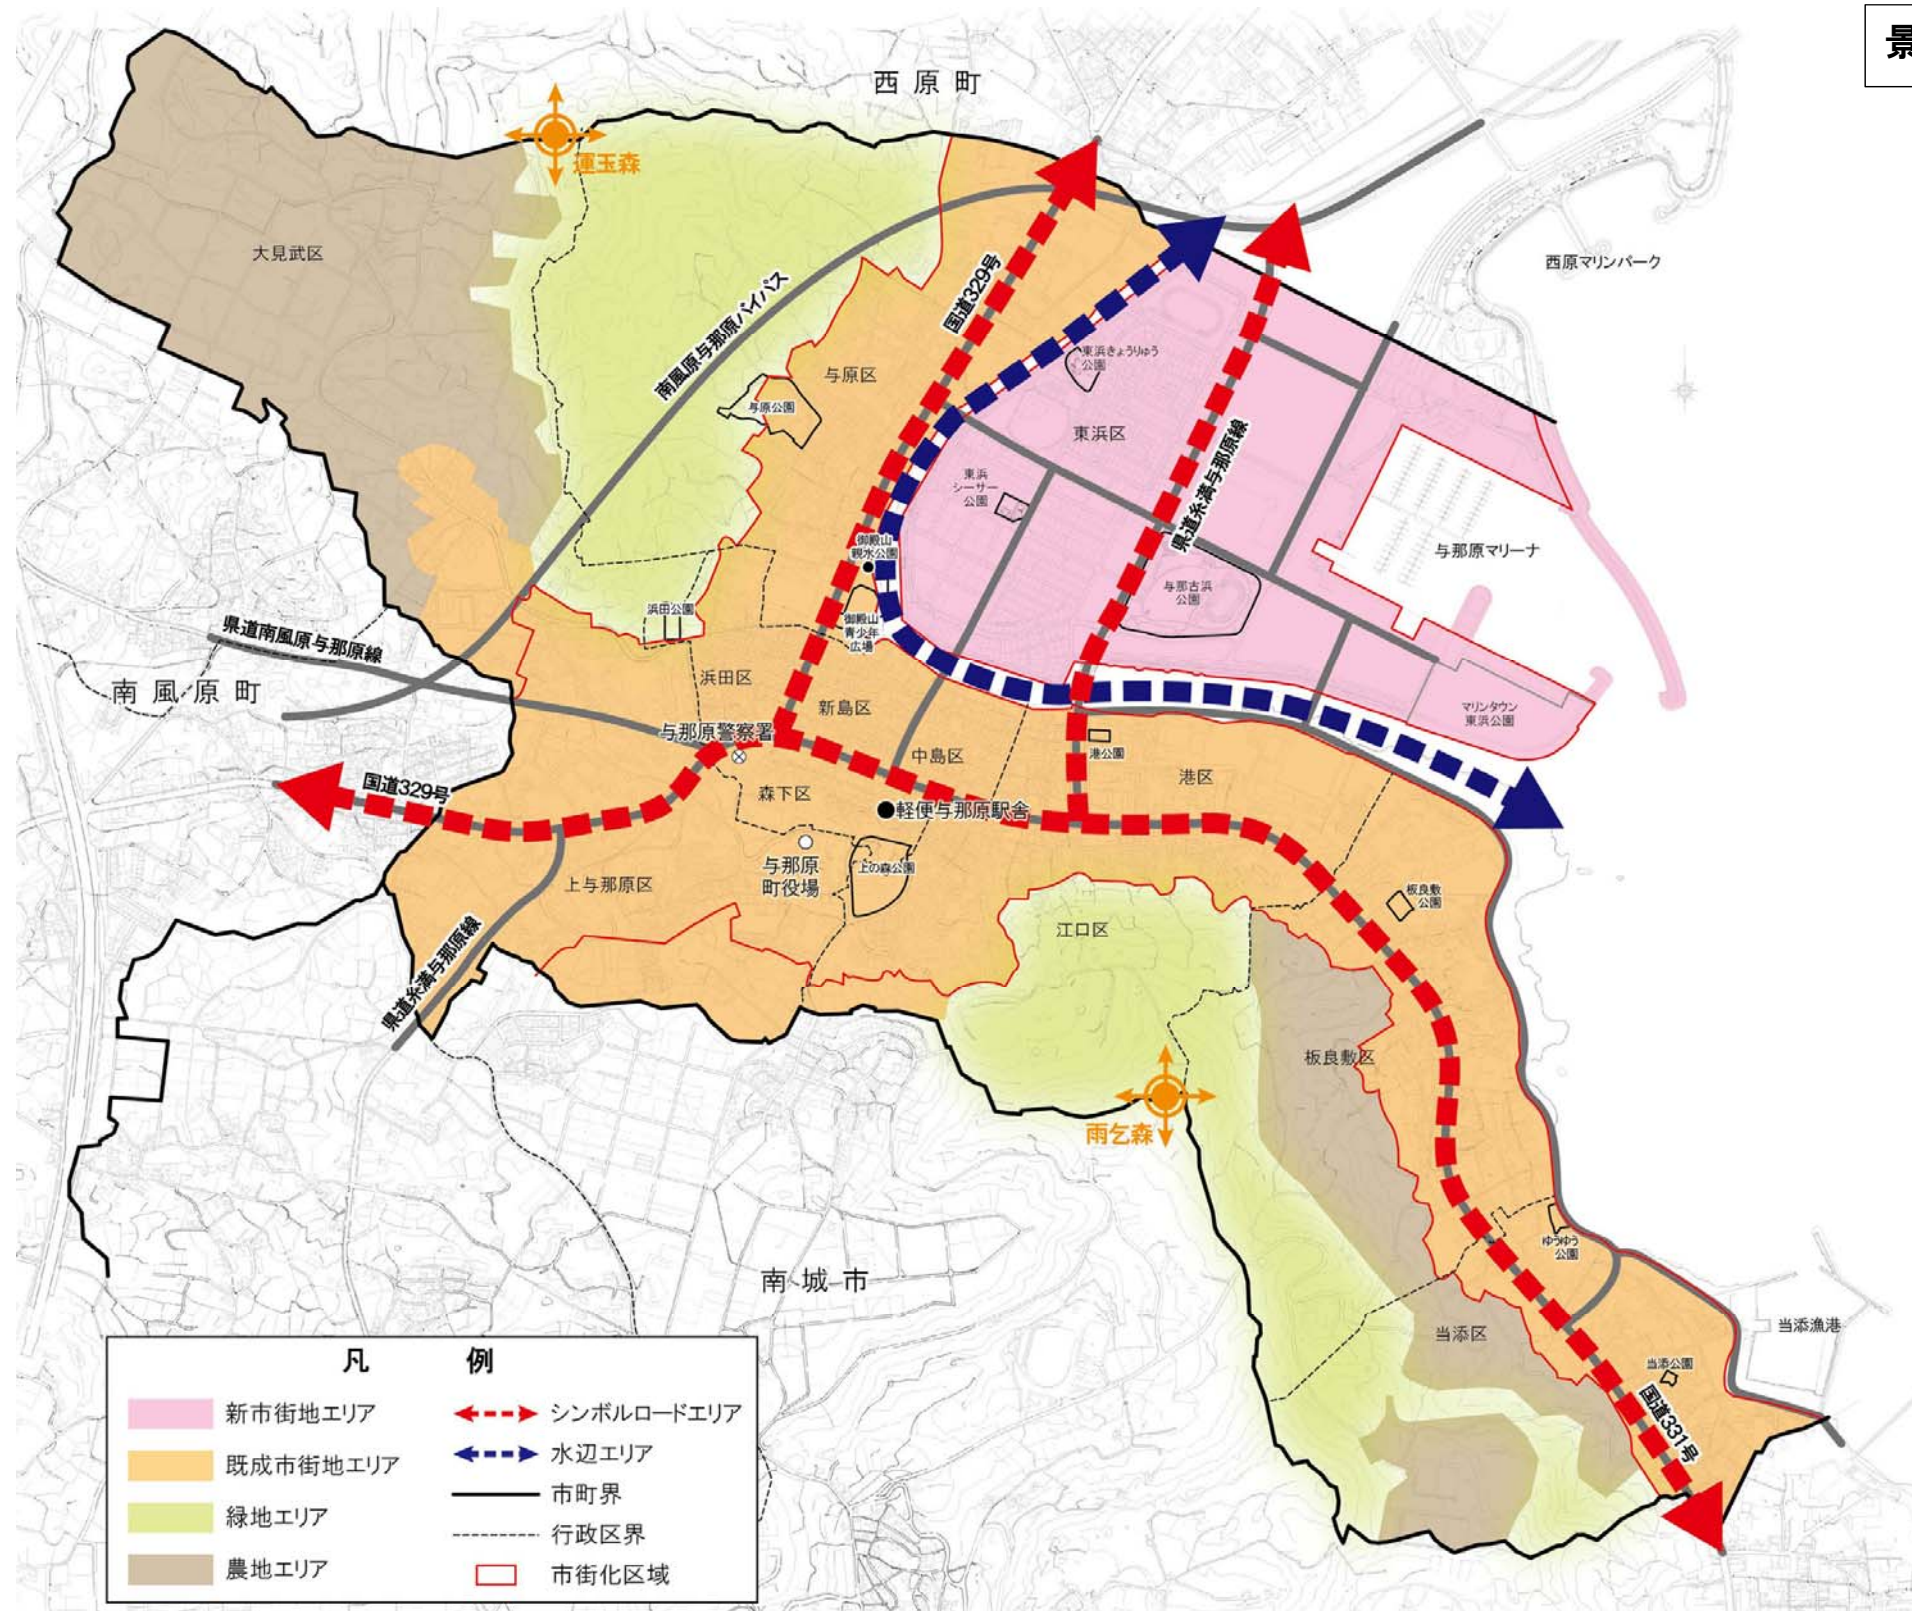 景
西原町
運玉森
大見武区
西原マリンパーク
国道329号
南風原与那原バイパス
東浜きょうりゅう
公園
与原区
与原公園
東浜区
県道糸満与那原線
東浜
シーサー
公園
御殿山
親水公園
与那原マリーナ
与那古浜
公園
浜田公園
御殿山
青少年
広場
県道南風原与那原線
南風原町
浜田区
新島区
マリンタウン
東浜公園
与那原警察署
中島区
港公園
港区
国道329号
森下区
軽便与那原駅舎
与那原
町役場
上の森公園
上与那原区
板良敷
公園
江口区
県道糸満与那原線
板良敷区
雨乞森
ゆうゆう
公園
南城市
当添区
当添漁港
当添公園
国道331号
凡例
新市街地エリア
既成市街地エリア
緑地エリア
農地エリア
シンボルロードエリア
水辺エリア
市町界
行政区界
市街化区域